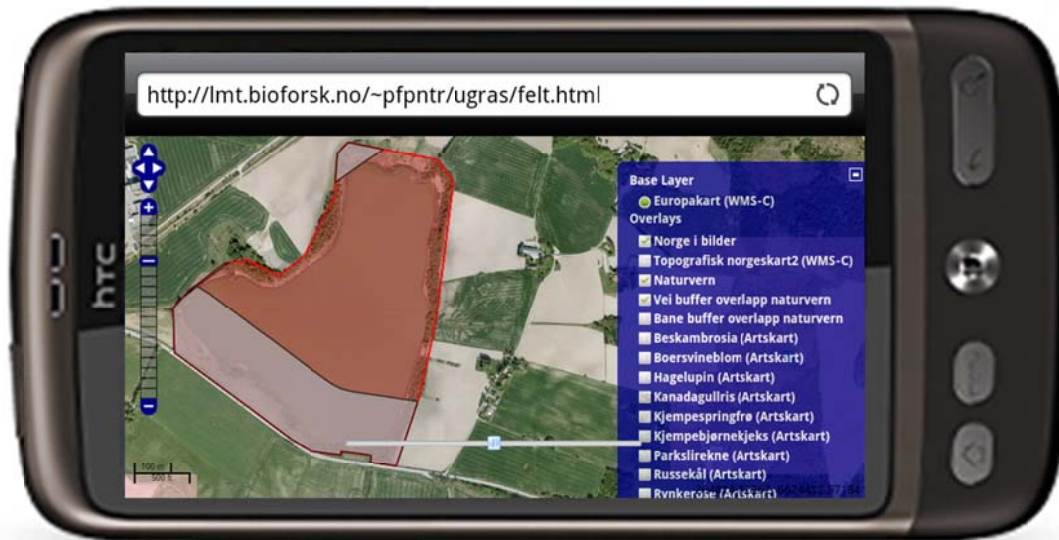 http://lmt.bioforsk.no/~pfpntr/ugras/felt.html
hTC
Base Layer
Europakart (WMS-C)
Overlays
Norge i bilder
Topografisk norgeskart2 (WMS-C)
Naturvern
Vei buffer overlapp naturvern
Bane buffer overlapp naturvern
Beskambrosia (Artskart)
Boersvineblom (Artskart)
Hagelupin (Artskart)
Kanadagullris (Artskart)
Kjempespringfrø (Artskart)
Kjempebjørnekjeks (Artskart)
Parkslirekne (Artskart)
Russekål (Artskart)
Rynkerose (Artskart)
100 m
500 ft